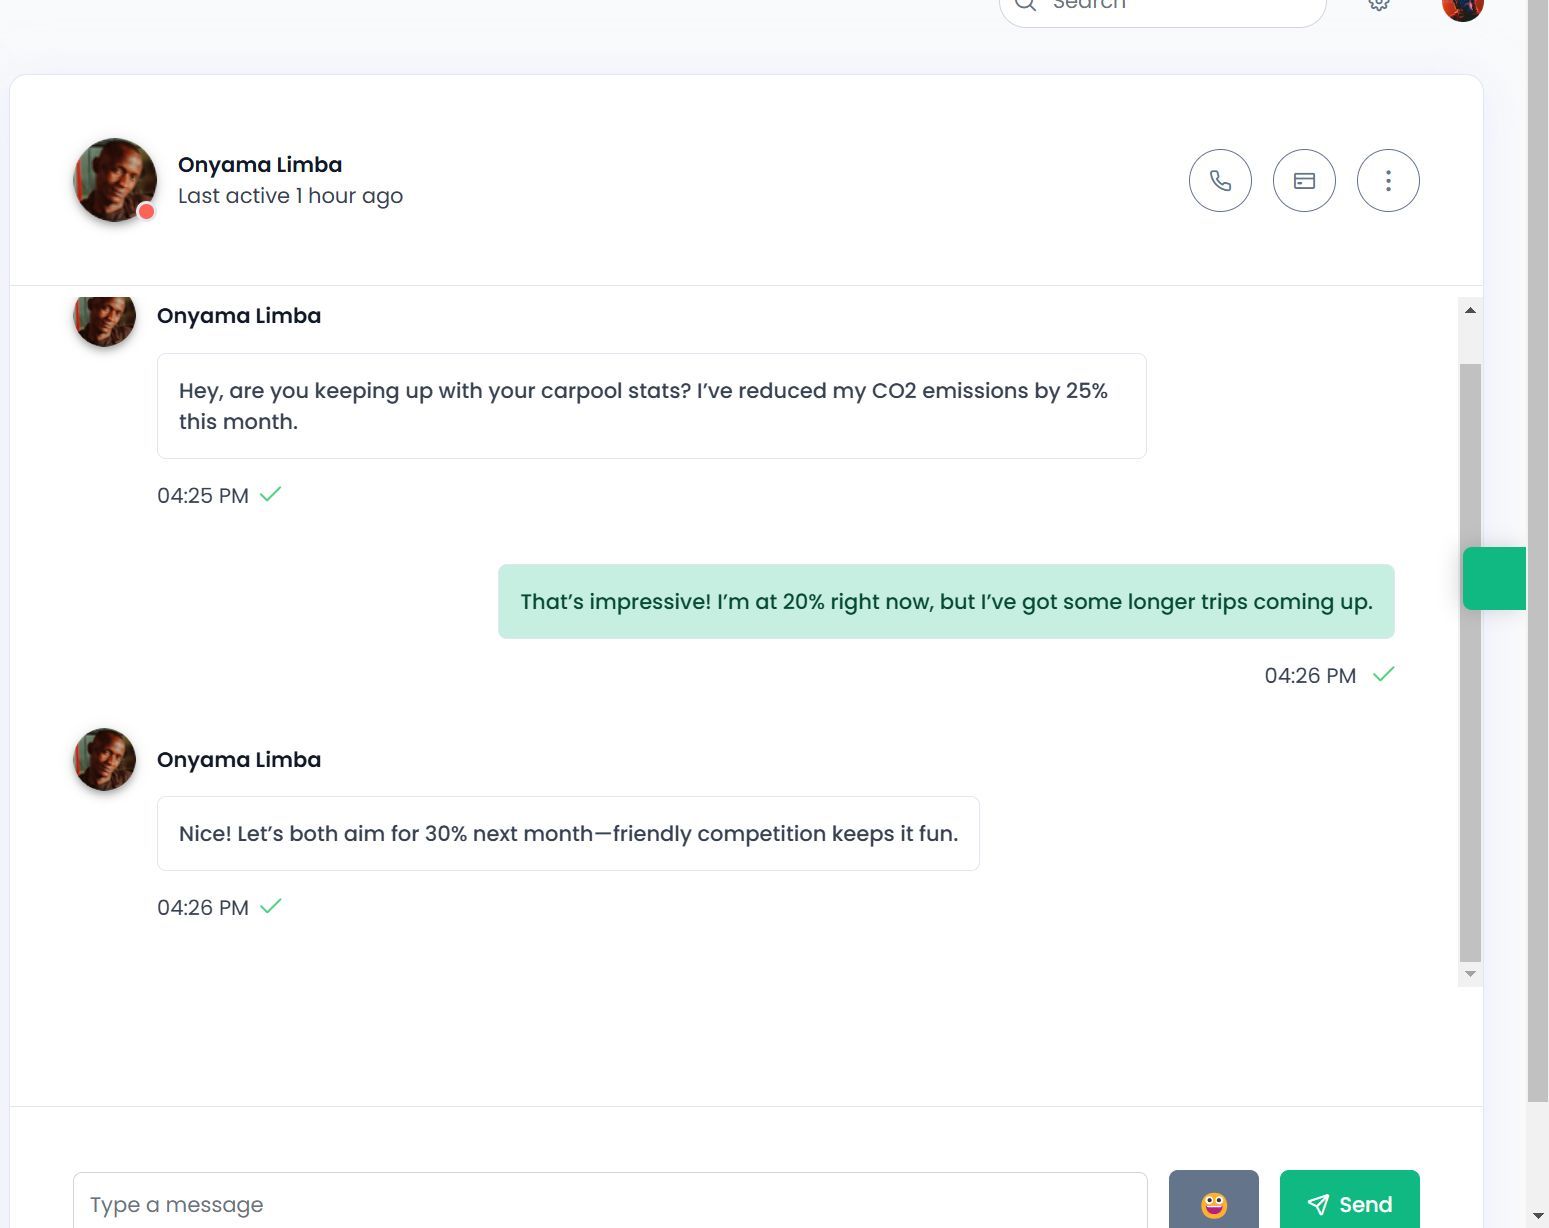 Search
Onyama Limba
Last active 1 hour ago
Onyama Limba
Hey, are you keeping up with your carpool stats? I’ve reduced my CO2 emissions by 25%
this month.
04:25 PM
That’s impressive! I’m at 20% right now, but I’ve got some longer trips coming up.
04:26 PM
Onyama Limba
Nice! Let’s both aim for 30% next month—friendly competition keeps it fun.
04:26 PM
Type a message
Send